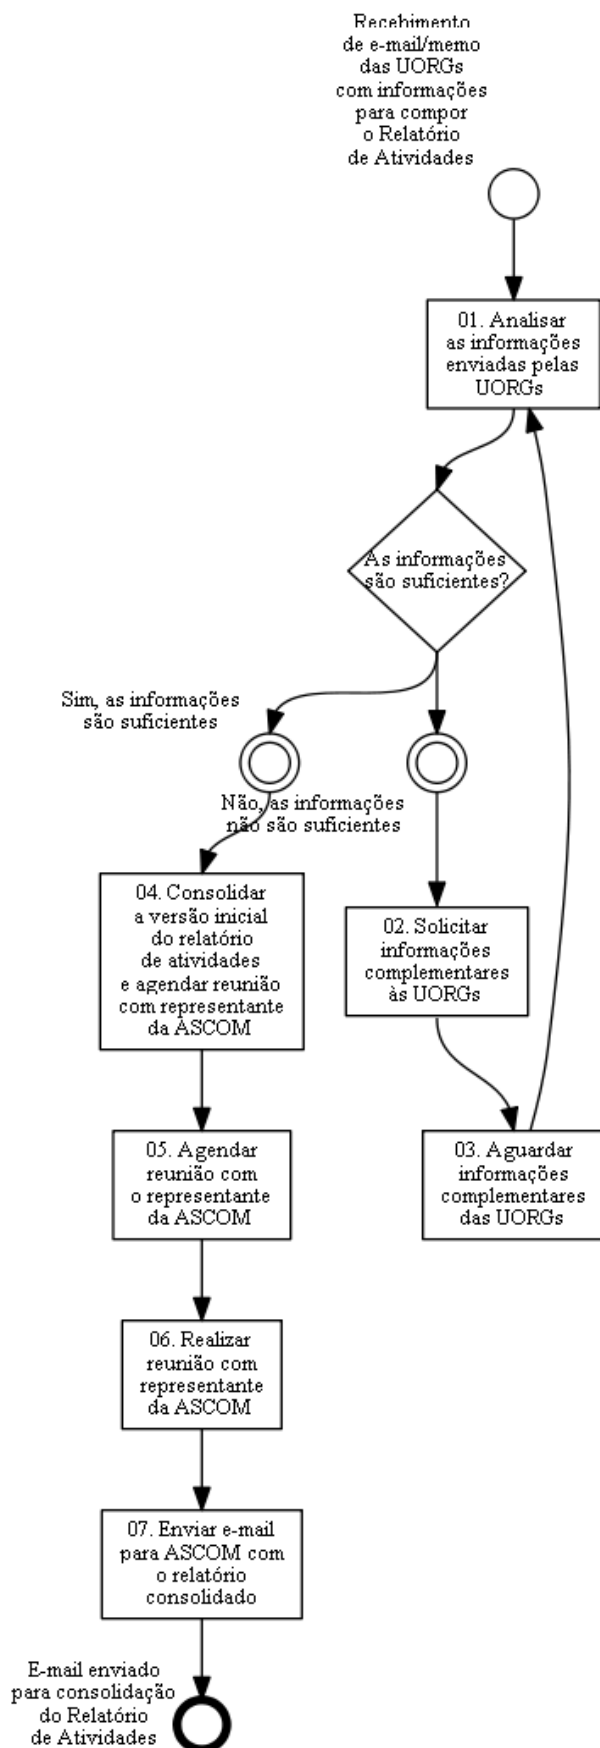 Recebimento
de e-mail/memo
das UORGs
com informações
para compor
o Relatório
de Atividades
01. Analisar
as informações
enviadas pelas
UORGs
As informações
são suficientes?
Sim, as informações
são suficientes
Não, as informações
não são suficientes
04. Consolidar
a versão inicial
do relatório
de atividades
e agendar reunião
com representante
da ASCOM
02. Solicitar
informações
complementares
às UORGs
05. Agendar
reunião com
o representante
da ASCOM
03. Aguardar
informações
complementares
das UORGs
06. Realizar
reunião com
representante
da ASCOM
07. Enviar e-mail
para ASCOM com
o relatório
consolidado
E-mail enviado
para consolidação
do Relatório
de Atividades